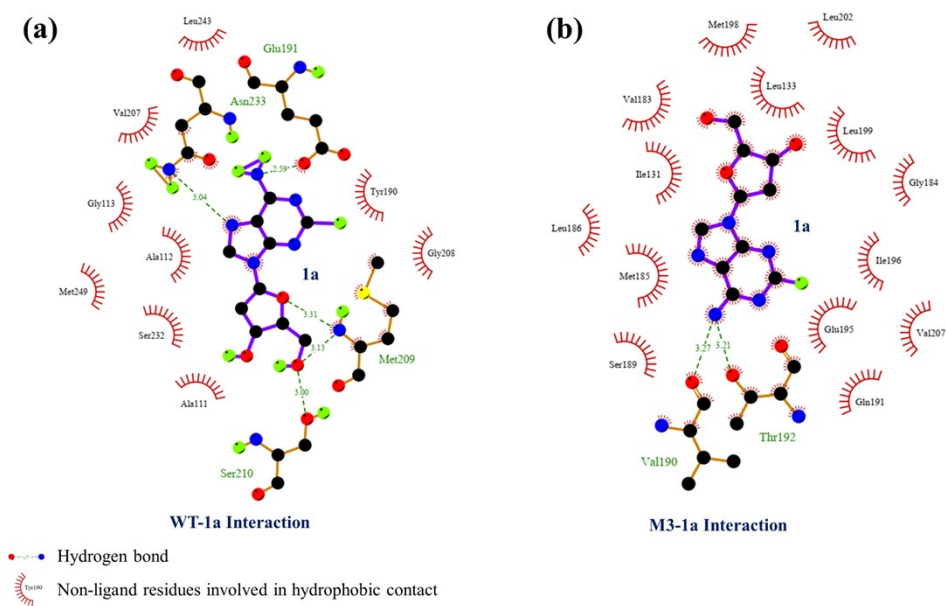 (a)
Leu243
Glu191
Asn233
Val207
2.59
3.04
Tyr190
Gly113
1a
Gly208
Ala112
Met249
3.31
Ser232
3.13
Met209
3.00
Ala111
Ser210
WT-1a Interaction
(b)
Met198
Leu202
Leu133
Val183
Leu199
Ile131
Gly184
1a
Leu186
Ile196
Met185
Glu195
Val207
3.27
3.21
Ser189
Gln191
Thr192
Val190
M3-1a Interaction
Hydrogen bond
Tyr190
Non-ligand residues involved in hydrophobic contact